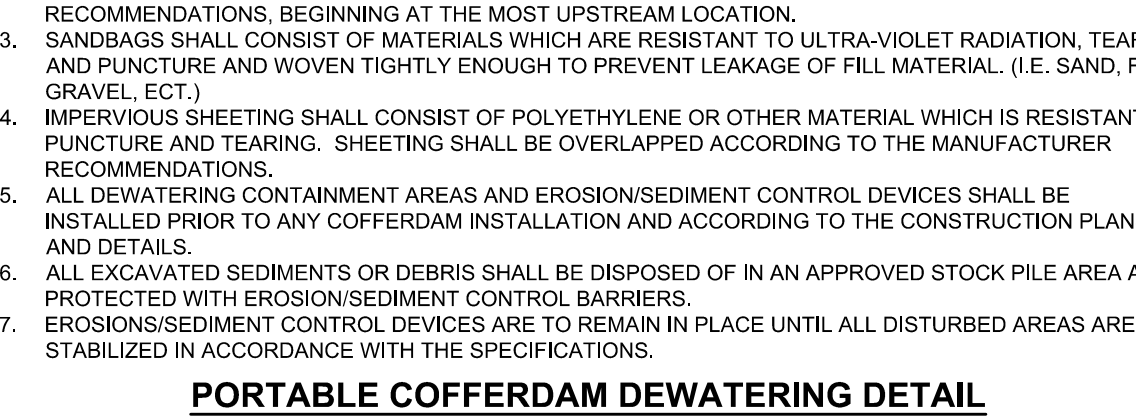 RECOMMENDATIONS, BEGINNING AT THE MOST UPSTREAM LOCATION.
3. SANDBAGS SHALL CONSIST OF MATERIALS WHICH ARE RESISTANT TO ULTRA-VIOLET RADIATION,
AND PUNCTURE AND WOVEN TIGHTLY ENOUGH TO PREVENT LEAKAGE OF FILL MATERIAL. (I.E. SAND,
GRAVEL, ECT.)
4. IMPERVIOUS SHEETING SHALL CONSIST OF POLYETHYLENE OR OTHER MATERIAL WHICH IS RESISTANT
PUNCTURE AND TEARING. SHEETING SHALL BE OVERLAPPED ACCORDING TO THE MANUFACTURER
RECOMMENDATIONS.
5. ALL DEWATERING CONTAINMENT AREAS AND EROSION/SEDIMENT CONTROL DEVICES SHALL BE
INSTALLED PRIOR TO ANY COFFERDAM INSTALLATION AND ACCORDING TO THE CONSTRUCTION PLAN
AND DETAILS.
6. ALL EXCAVATED SEDIMENTS OR DEBRIS SHALL BE DISPOSED OF IN AN APPROVED STOCK PILE AREA
PROTECTED WITH EROSION/SEDIMENT CONTROL BARRIERS.
7. EROSIONS/SEDIMENT CONTROL DEVICES ARE TO REMAIN IN PLACE UNTIL ALL DISTURBED AREAS ARE
STABILIZED IN ACCORDANCE WITH THE SPECIFICATIONS.
PORTABLE COFFERDAM DEWATERING DETAIL